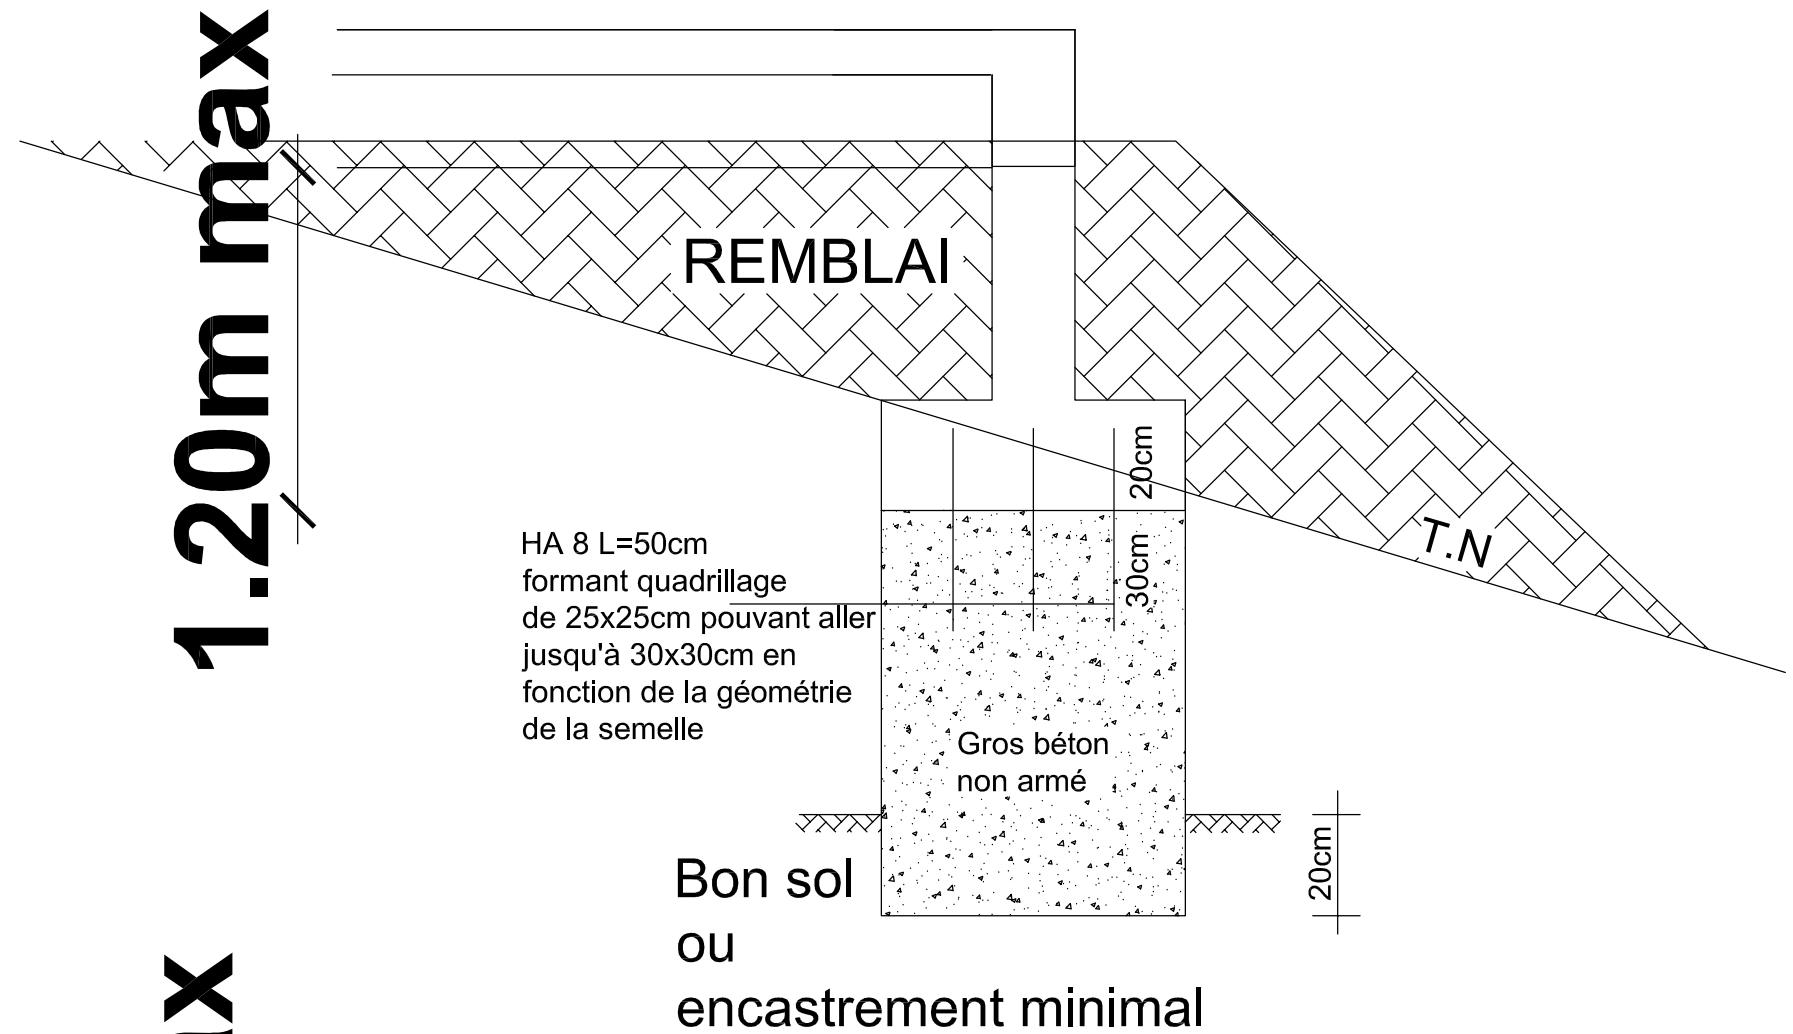 1.20m max
REMBLAI
20cm
T.N
HA 8 L=50cm
formant quadrillage
de 25x25cm pouvant aller
jusqu'à 30x30cm en
fonction de la géométrie
de la semelle
30cm
Gros béton
non armé
20cm
Bon sol
ou
encastrement minimal